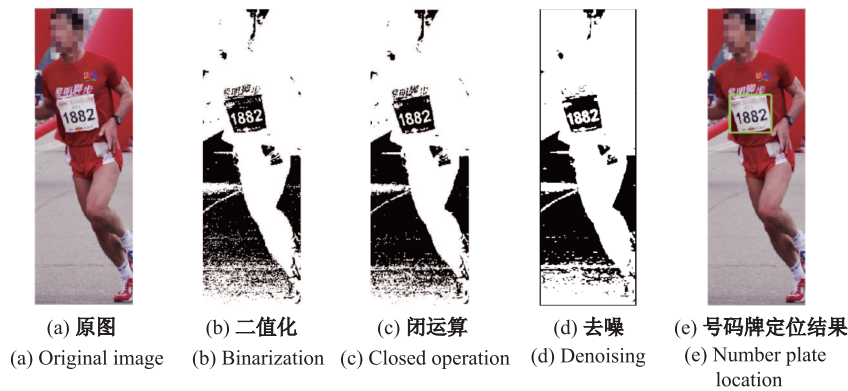 1882
1882
1882
1882
1882
(a) 原图
(b) 二值化
(c) 闭运算
(d) 去噪
(e) 号码牌定位结果
(a) Original image
(b) Binarization
(c) Closed operation
(d) Denoising
(e) Number plate
location